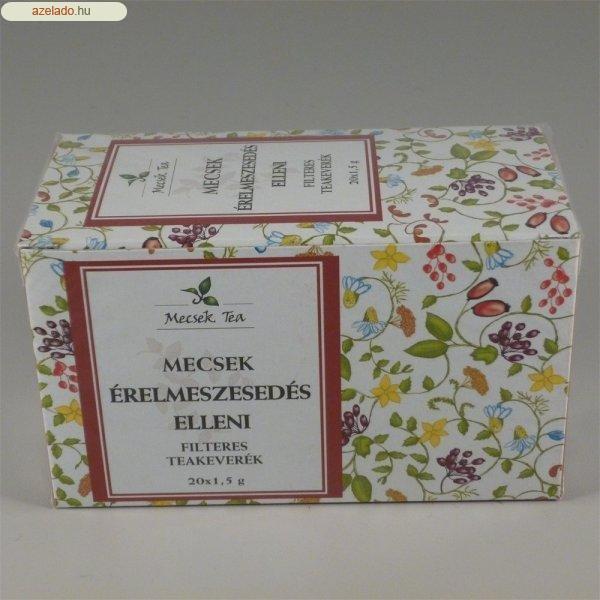 azelado.hu
Mecsek Tea
MECSEK
ÉRELMESZESEDÉS
ELLENI
FILTERES
TEAKEVERÉK
20x1,5 g
Mecsek Tea
MECSEK
ÉRELMESZESEDÉS
ELLENI
FILTERES
TEAKEVERÉK
20x1,5 g